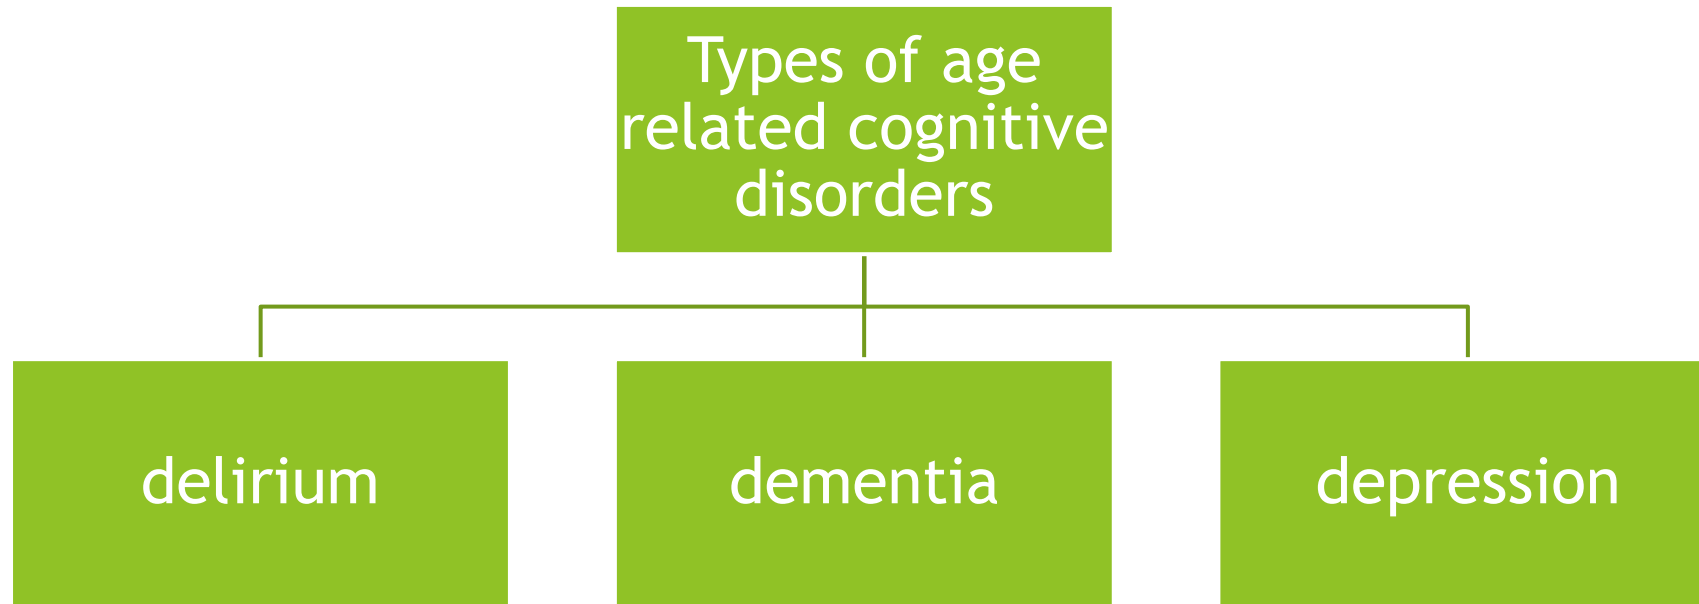 Types of age
related cognitive
disorders
delirium
dementia
depression